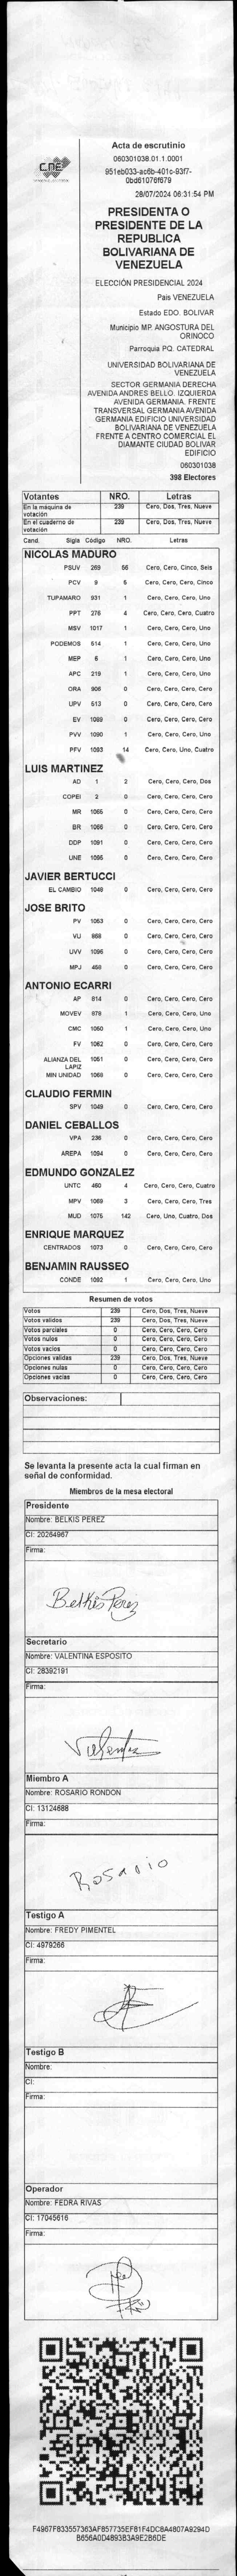 CNE
Acta de escrutinio
060301038.01.1.0001
951eb033-ac6b-401c-93f7-
0bd61076f679
28/07/2024 06:31:54 PM
PRESIDENTA O
PRESIDENTE DE LA
REPUBLICA
BOLIVARIANA DE
VENEZUELA
ELECCIÓN PRESIDENCIAL 2024
Pais VENEZUELA
Estado EDO. BOLIVAR
Municipio MP. ANGOSTURA DEL
ORINOCO
Parroquia PQ. CATEDRAL
UNIVERSIDAD BOLIVARIANA DE
VENEZUELA
SECTOR GERMANIA DERECHA
AVENIDA ANDRES BELLO. IZQUIERDA
AVENIDA GERMANIA. FRENTE
TRANSVERSAL GERMANIA AVENIDA
GERMANIA EDIFICIO UNIVERSIDAD
BOLIVARIANA DE VENEZUELA
FRENTE A CENTRO COMERCIAL EL
DIAMANTE CIUDAD BOLIVAR
EDIFICIO
060301038
398 Electores
Votantes NRO. Letras
En la máquina de votación 239 Cero, Dos, Tres, Nueve
En el cuaderno de votación 239 Cero, Dos, Tres, Nueve
Cand. Sigla Código NRO. Letras
NICOLAS MADURO
PSUV 269 56 Cero, Cero, Cinco, Seis
PCV 9 5 Cero, Cero, Cero, Cinco
TUPAMARO 931 1 Cero, Cero, Cero, Uno
PPT 276 4 Cero, Cero, Cero, Cuatro
MSV 1017 1 Cero, Cero, Cero, Uno
PODEMOS 514 1 Cero, Cero, Cero, Uno
MEP 6 1 Cero, Cero, Cero, Uno
APC 219 1 Cero, Cero, Cero, Uno
ORA 906 0 Cero, Cero, Cero, Cero
UPV 513 0 Cero, Cero, Cero, Cero
EV 1089 0 Cero, Cero, Cero, Cero
PVV 1090 1 Cero, Cero, Cero, Uno
PFV 1093 14 Cero, Cero, Uno, Cuatro
LUIS MARTINEZ
AD 1 2 Cero, Cero, Cero, Dos
COPEI 2 0 Cero, Cero, Cero, Cero
MR 1065 0 Cero, Cero, Cero, Cero
BR 1066 0 Cero, Cero, Cero, Cero
DDP 1091 0 Cero, Cero, Cero, Cero
UNE 1095 0 Cero, Cero, Cero, Cero
JAVIER BERTUCCI
EL CAMBIO 1048 0 Cero, Cero, Cero, Cero
JOSE BRITO
PV 1053 0 Cero, Cero, Cero, Cero
VU 868 0 Cero, Cero, Cero, Cero
UVV 1096 0 Cero, Cero, Cero, Cero
MPJ 458 0 Cero, Cero, Cero, Cero
ANTONIO ECARRI
AP 814 0 Cero, Cero, Cero, Cero
MOVEV 878 1 Cero, Cero, Cero, Uno
CMC 1050 1 Cero, Cero, Cero, Uno
FV 1062 0 Cero, Cero, Cero, Cero
ALIANZA DEL LAPIZ 1051 0 Cero, Cero, Cero, Cero
MIN UNIDAD 1068 0 Cero, Cero, Cero, Cero
CLAUDIO FERMIN
SPV 1049 0 Cero, Cero, Cero, Cero
DANIEL CEBALLOS
VPA 236 0 Cero, Cero, Cero, Cero
AREPA 1094 0 Cero, Cero, Cero, Cero
EDMUNDO GONZALEZ
UNTC 460 4 Cero, Cero, Cero, Cuatro
MPV 1069 3 Cero, Cero, Cero, Tres
MUD 1075 142 Cero, Uno, Cuatro, Dos
ENRIQUE MARQUEZ
CENTRADOS 1073 0 Cero, Cero, Cero, Cero
BENJAMIN RAUSSEO
CONDE 1092 1 Cero, Cero, Cero, Uno
Resumen de votos
Votos 239 Cero, Dos, Tres, Nueve
Votos validos 239 Cero, Dos, Tres, Nueve
Votos parciales 0 Cero, Cero, Cero, Cero
Votos nulos 0 Cero, Cero, Cero, Cero
Votos vacios 0 Cero, Cero, Cero, Cero
Opciones validas 239 Cero, Dos, Tres, Nueve
Opciones nulas 0 Cero, Cero, Cero, Cero
Opciones vacías 0 Cero, Cero, Cero, Cero
Observaciones:
Se levanta la presente acta la cual firman en
señal de conformidad.
Miembros de la mesa electoral
Presidente
Nombre: BELKIS PEREZ
CI: 20264967
Firma:
Belkis Perez
Secretario
Nombre: VALENTINA ESPOSITO
CI: 28392191
Firma:
Miembro A
Nombre: ROSARIO RONDON
CI: 13124688
Firma:
Rosario
Testigo A
Nombre: FREDY PIMENTEL
CI: 4979266
Firma:
Testigo B
Nombre:
CI:
Firma:
Operador
Nombre: FEDRA RIVAS
CI: 17045616
Firma:
F4967F833557363AF857735EF81F4DC8A4807A9294D
B656A0D4893B3A9E2B6DE